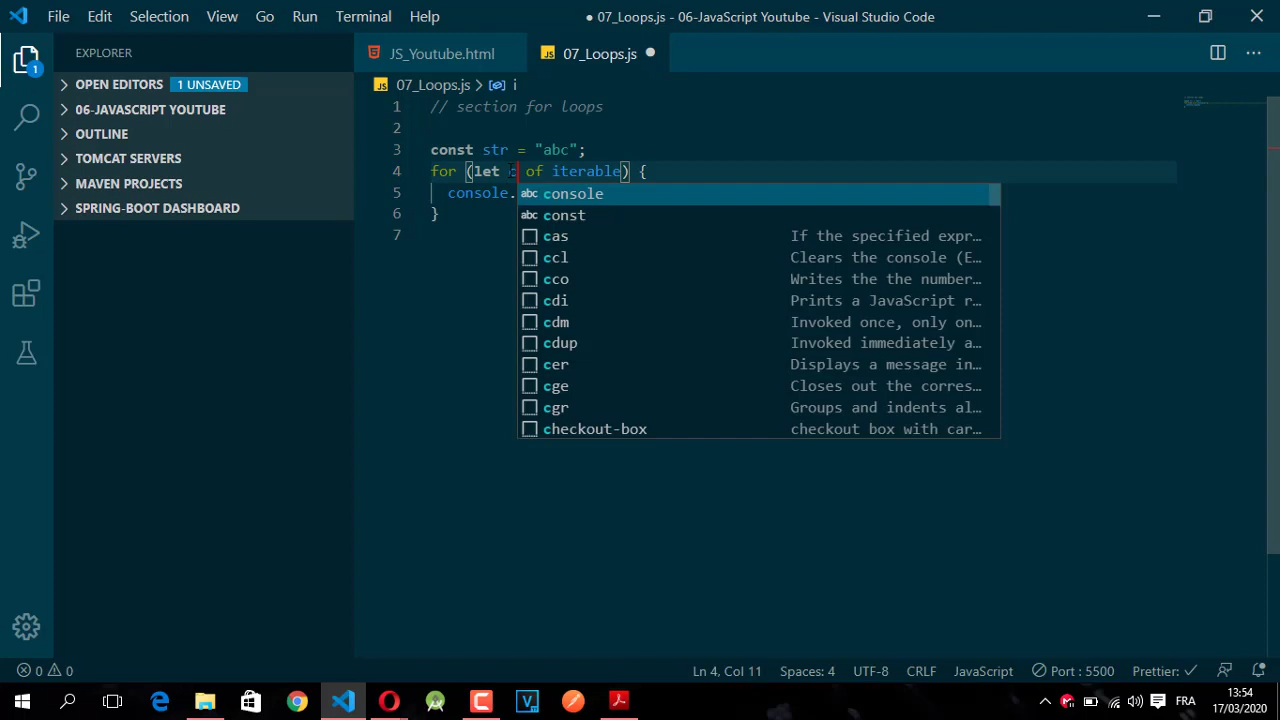 File Edit Selection View Go Run Terminal Help
● 07_Loops.js - 06-JavaScript Youtube - Visual Studio Code
EXPLORER
OPEN EDITORS 1 UNSAVED
06-JAVASCRIPT YOUTUBE
OUTLINE
TOMCAT SERVERS
MAVEN PROJECTS
SPRING-BOOT DASHBOARD
1
JS_Youtube.html
JS 07_Loops.js ●
JS 07_Loops.js > i
1 // section for loops
2
3 const str = "abc";
4 for (let c of iterable) {
5 console.
6 }
7
abc console
abc const
cas If the specified expr…
ccl Clears the console (E…
cco Writes the the number…
cdi Prints a JavaScript r…
cdm Invoked once, only on…
cdup Invoked immediately a…
cer Displays a message in…
cge Closes out the corres…
cgr Groups and indents al…
checkout-box checkout box with car…
0 0 Ln 4, Col 11 Spaces: 4 UTF-8 CRLF JavaScript Port : 5500 Prettier: ✓
FRA
13:54
17/03/2020